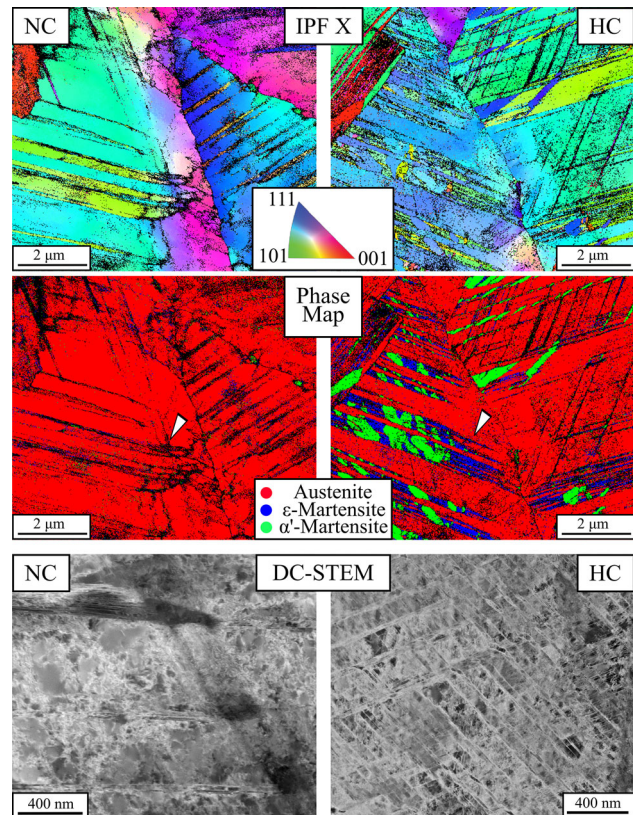 NC IPF X HC
111
101 001
2 μm 2 μm
Phase
Map
Austenite
ε-Martensite
α'-Martensite
2 μm 2 μm
NC DC-STEM HC
400 nm 400 nm